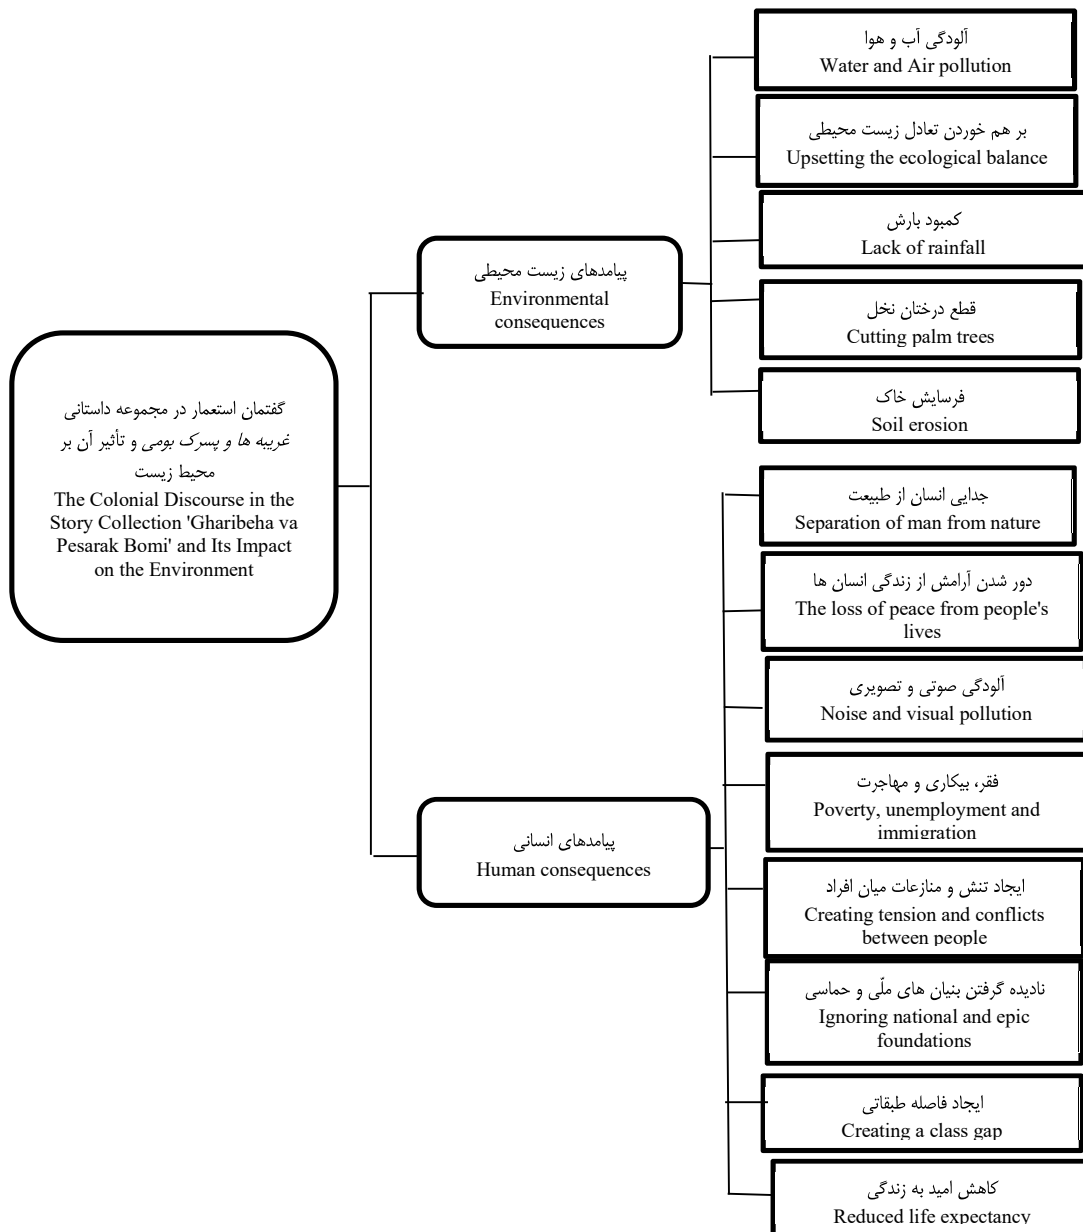 گفتمان استعمار در مجموعه داستانی
غریبه ها و پسرک بومی و تأثیر آن بر
محیط زیست
The Colonial Discourse in the
Story Collection 'Gharibeha va
Pesarak Bomi' and Its Impact
on the Environment
پیامدهای زیست محیطی
Environmental
consequences
آلودگی آب و هوا
Water and Air pollution
بر هم خوردن تعادل زیست محیطی
Upsetting the ecological balance
کمبود بارش
Lack of rainfall
قطع درختان نخل
Cutting palm trees
فرسایش خاک
Soil erosion
پیامدهای انسانی
Human consequences
جدایی انسان از طبیعت
Separation of man from nature
دور شدن آرامش از زندگی انسان ها
The loss of peace from people's
lives
آلودگی صوتی و تصویری
Noise and visual pollution
فقر، بیکاری و مهاجرت
Poverty, unemployment and
immigration
ایجاد تنش و منازعات میان افراد
Creating tension and conflicts
between people
نادیده گرفتن بنیان های ملّی و حماسی
Ignoring national and epic
foundations
ایجاد فاصله طبقاتی
Creating a class gap
کاهش امید به زندگی
Reduced life expectancy